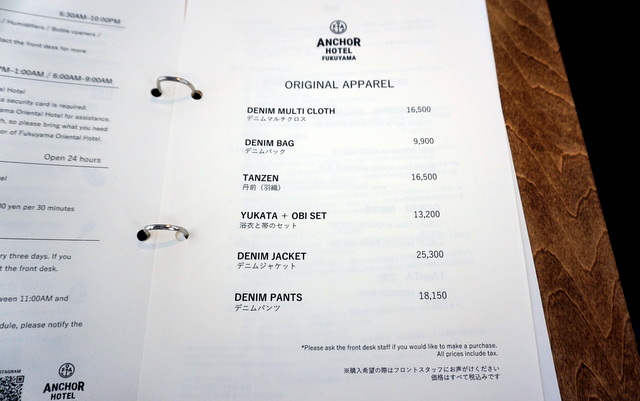 6:30AM-10:00PM
/ Humidifiers / Bottle openers /
the front desk for more
PM-1:00AM / 6:00AM-9:00AM
Hotel
a security card is required.
Oriental Hotel for assistance.
so please bring what you need
or of Fukuyama Oriental Hotel.
Open 24 hours
yen per 30 minutes
three days. If you
the front desk.
11:00AM and
please notify the
ANCHOR
HOTEL
ANCHOR
HOTEL
FUKUYAMA
ORIGINAL APPAREL
DENIM MULTI CLOTH 16,500
デニムマルチクロス
DENIM BAG 9,900
デニムバック
TANZEN 16,500
丹前（羽織）
YUKATA + OBI SET 13,200
浴衣と帯のセット
DENIM JACKET 25,300
デニムジャケット
DENIM PANTS 18,150
デニムパンツ
*Please ask the front desk staff if you would like to make a purchase.
All prices include tax.
※購入希望の際はフロントスタッフにお声がけください
価格はすべて税込みです